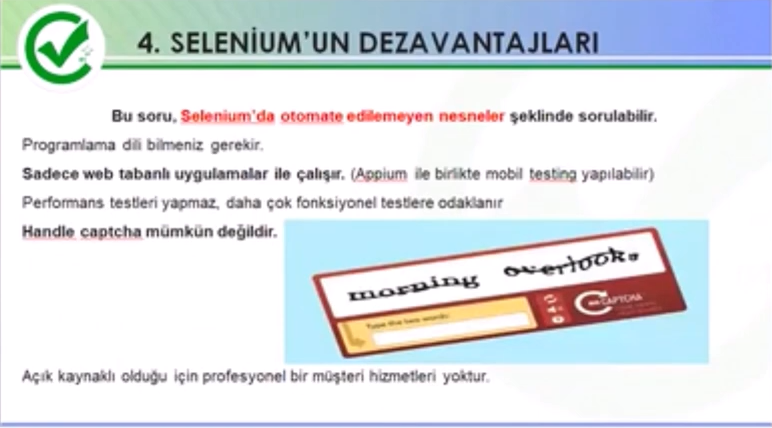 4. SELENİUM'UN DEZAVANTAJLARI
Bu soru, Selenium'da otomate edilemeyen nesneler şeklinde sorulabilir.
Programlama dili bilmeniz gerekir.
Sadece web tabanlı uygulamalar ile çalışır. (Appium ile birlikte mobil testing yapılabilir)
Performans testleri yapmaz, daha çok fonksiyonel testlere odaklanır
Handle captcha mümkün değildir.
morning overlook.
Type the two words:
CAPTCHA
Açık kaynaklı olduğu için profesyonel bir müşteri hizmetleri yoktur.